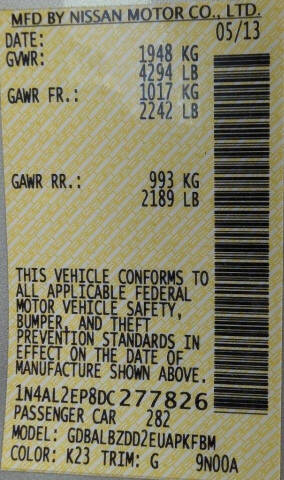 MFD BY NISSAN MOTOR CO., LTD.
DATE: 05/13
GVWR: 1948 KG
4294 LB
GAWR FR.: 1017 KG
2242 LB
GAWR RR.: 993 KG
2189 LB
THIS VEHICLE CONFORMS TO
ALL APPLICABLE FEDERAL
MOTOR VEHICLE SAFETY,
BUMPER, AND THEFT
PREVENTION STANDARDS IN
EFFECT ON THE DATE OF
MANUFACTURE SHOWN ABOVE.
1N4AL2EP8DC277826
PASSENGER CAR 282
MODEL: GDBALBZDD2EUAPKFBM
COLOR: K23 TRIM: G 9N00A